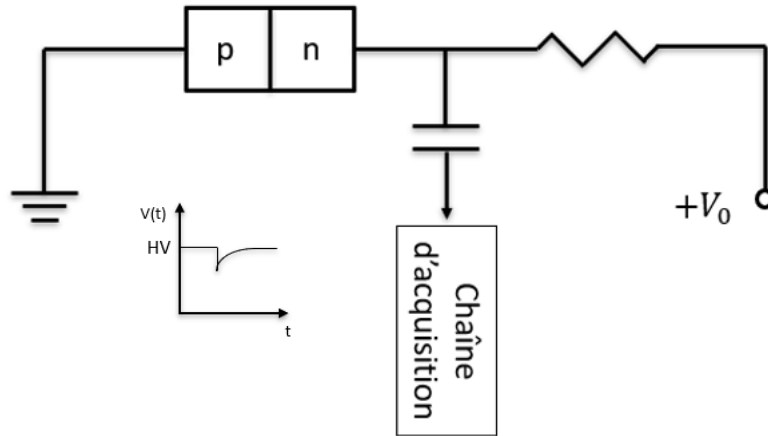 p
n
V(t)
HV
t
+V₀
Chaîne
d'acquisition